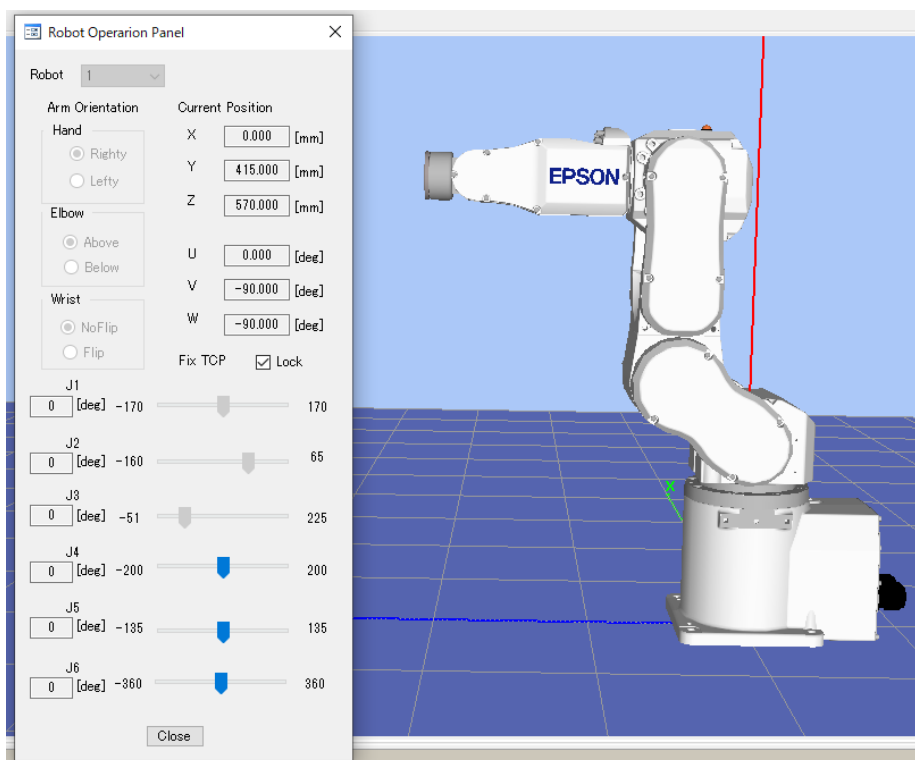 Robot Operarion Panel
Robot 1
Arm Orientation
Hand
Righty
Lefty
Elbow
Above
Below
Wrist
NoFlip
Flip
Current Position
X 0.000 [mm]
Y 415.000 [mm]
Z 570.000 [mm]
U 0.000 [deg]
V -90.000 [deg]
W -90.000 [deg]
Fix TCP Lock
J1
0 [deg] -170 170
J2
0 [deg] -160 65
J3
0 [deg] -51 225
J4
0 [deg] -200 200
J5
0 [deg] -135 135
J6
0 [deg] -360 360
Close
EPSON
X